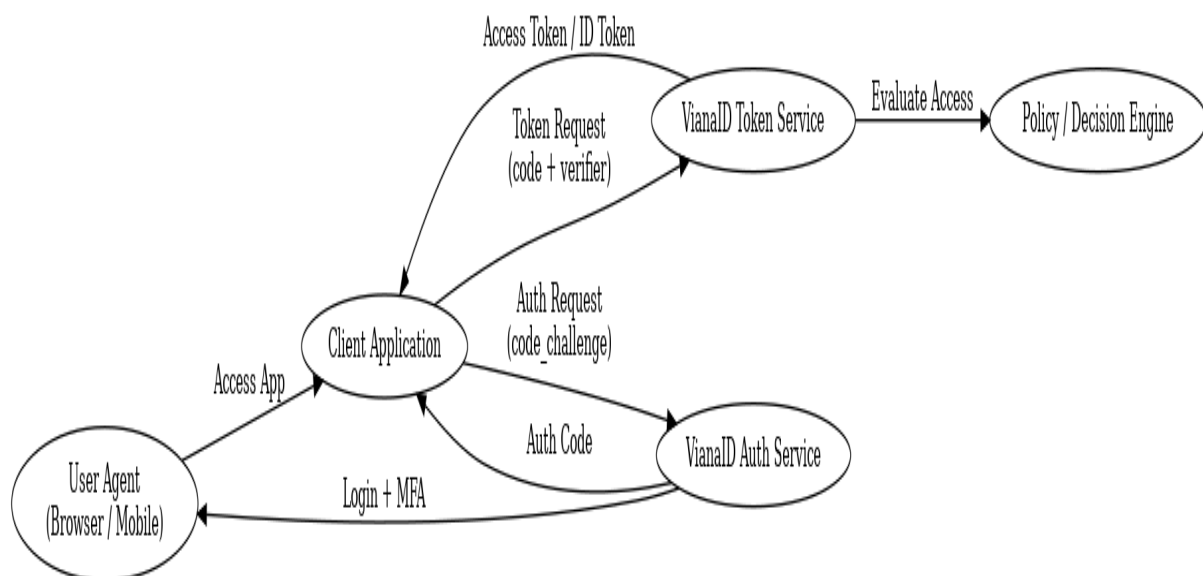 Access Token / ID Token
Token Request
(code + verifier)
VianaID Token Service
Evaluate Access
Policy / Decision Engine
Auth Request
(code_challenge)
Client Application
Access App
Auth Code
VianaID Auth Service
User Agent
(Browser / Mobile)
Login + MFA